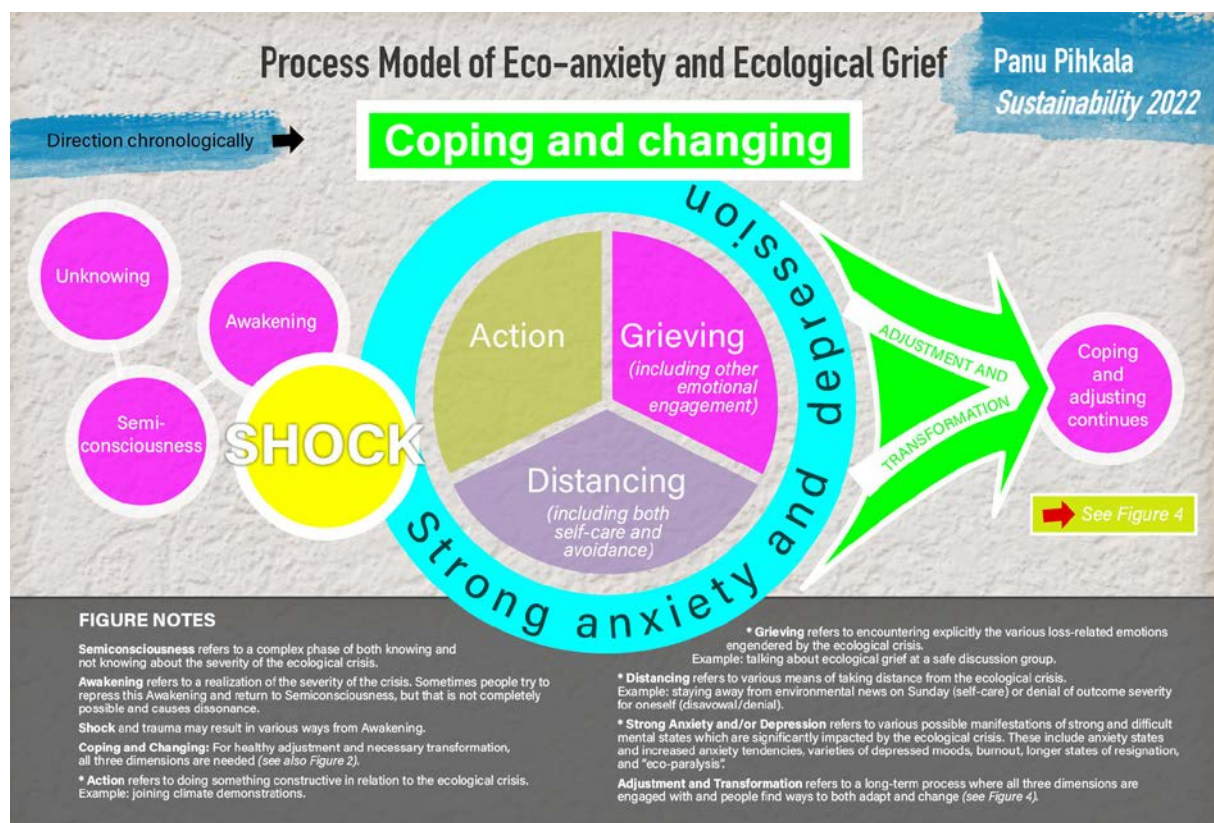 Process Model of Eco-anxiety and Ecological Grief
Panu Pihkala
Sustainability 2022
Direction chronologically
Coping and changing
Unknowing
Awakening
Semi-
consciousness
SHOCK
Action
Grieving
(including other
emotional
engagement)
Distancing
(including both
self-care and
avoidance)
Strong anxiety and depression
ADJUSTMENT AND
TRANSFORMATION
Coping
and
adjusting
continues
See Figure 4
FIGURE NOTES
Semiconsciousness refers to a complex phase of both knowing and
not knowing about the severity of the ecological crisis.
Awakening refers to a realization of the severity of the crisis. Sometimes people try to
repress this Awakening and return to Semiconsciousness, but that is not completely
possible and causes dissonance.
Shock and trauma may result in various ways from Awakening.
Coping and Changing: For healthy adjustment and necessary transformation,
all three dimensions are needed (see also Figure 2).
* Action refers to doing something constructive in relation to the ecological crisis.
Example: joining climate demonstrations.
* Grieving refers to encountering explicitly the various loss-related emotions
engendered by the ecological crisis.
Example: talking about ecological grief at a safe discussion group.
* Distancing refers to various means of taking distance from the ecological crisis.
Example: staying away from environmental news on Sunday (self-care) or denial of outcome severity
for oneself (disavowal/denial).
* Strong Anxiety and/or Depression refers to various possible manifestations of strong and difficult
mental states which are significantly impacted by the ecological crisis. These include anxiety states
and increased anxiety tendencies, varieties of depressed moods, burnout, longer states of resignation,
and "eco-paralysis".
Adjustment and Transformation refers to a long-term process where all three dimensions are
engaged with and people find ways to both adapt and change (see Figure 4).